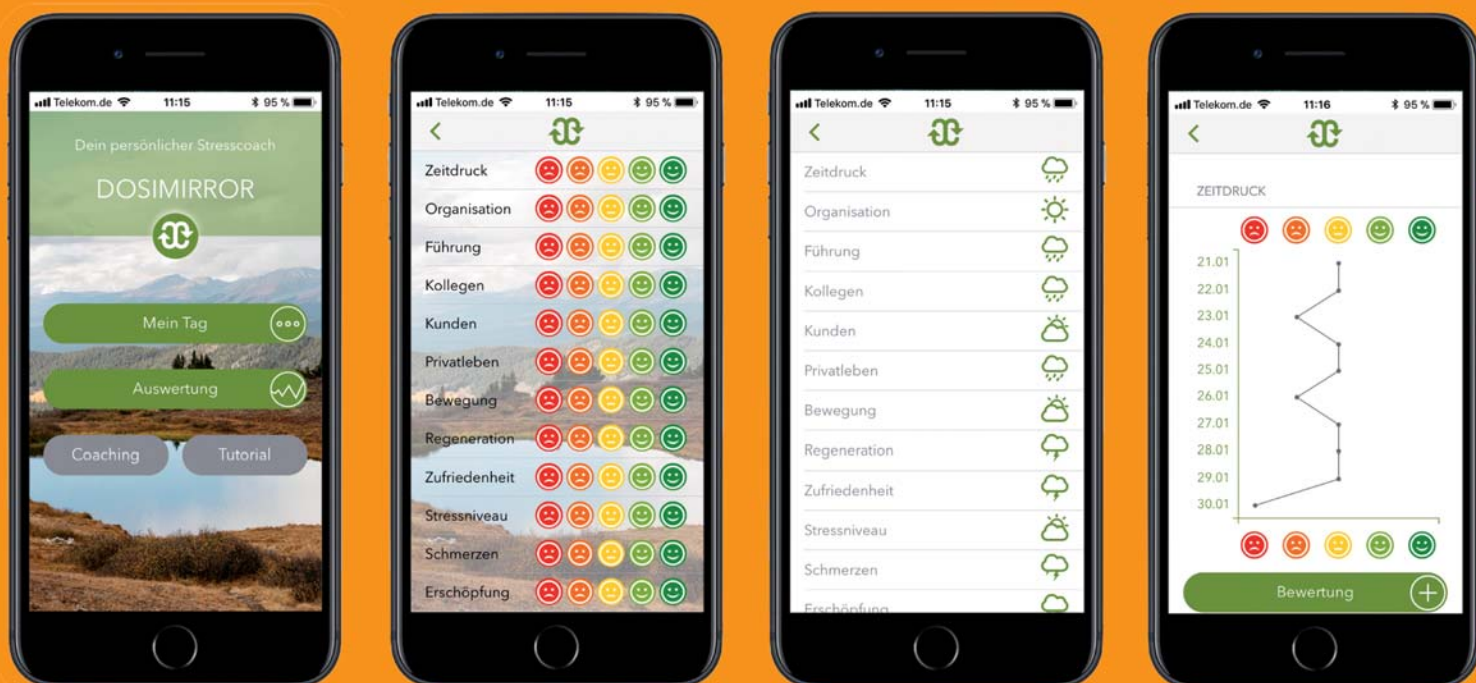 Telekom.de 11:15 95 %
Dein persönlicher Stresscoach
DOSIMIRROR
Mein Tag
Auswertung
Coaching Tutorial
Telekom.de 11:15 95 %
Zeitdruck
Organisation
Führung
Kollegen
Kunden
Privatleben
Bewegung
Regeneration
Zufriedenheit
Stressniveau
Schmerzen
Erschöpfung
Telekom.de 11:15 95 %
Zeitdruck
Organisation
Führung
Kollegen
Kunden
Privatleben
Bewegung
Regeneration
Zufriedenheit
Stressniveau
Schmerzen
Erschöpfung
Telekom.de 11:16 95 %
ZEITDRUCK
21.01
22.01
23.01
24.01
25.01
26.01
27.01
28.01
29.01
30.01
Bewertung